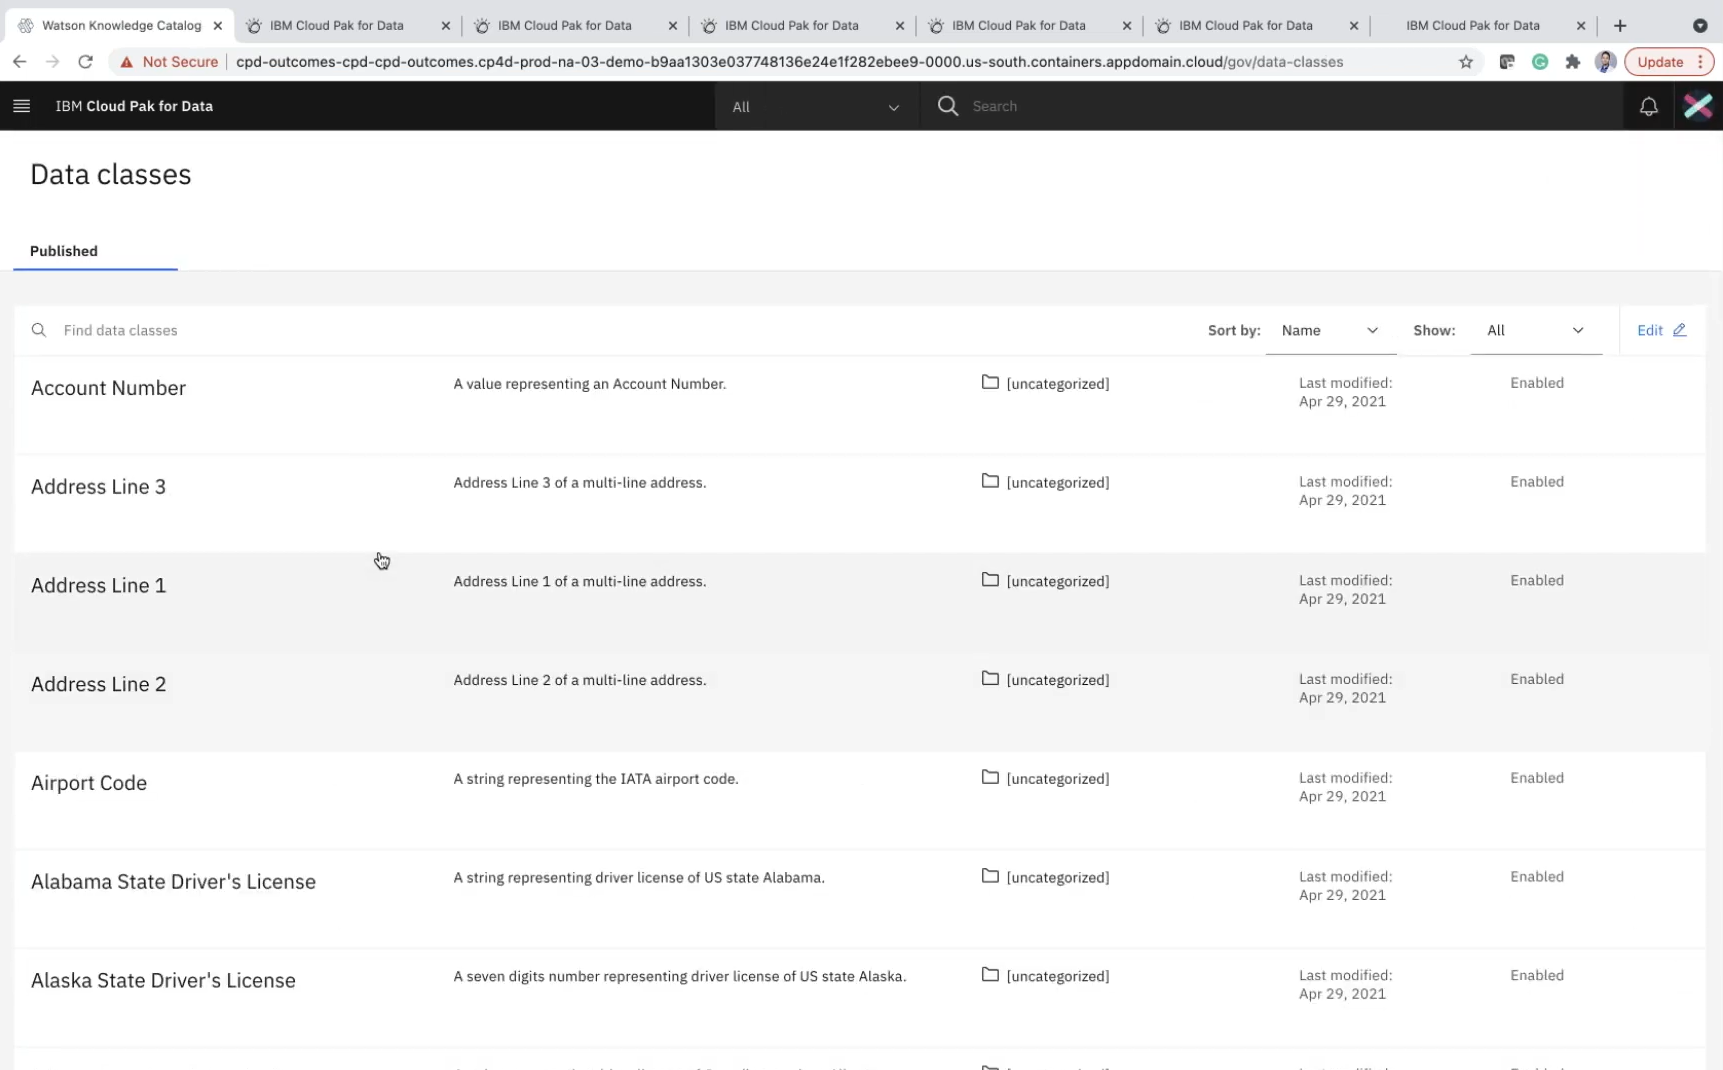 Watson Knowledge Catalog
IBM Cloud Pak for Data
IBM Cloud Pak for Data
IBM Cloud Pak for Data
IBM Cloud Pak for Data
IBM Cloud Pak for Data
IBM Cloud Pak for Data
Not Secure
cpd-outcomes-cpd-cpd-outcomes.cp4d-prod-na-03-demo-b9aa1303e037748136e24e1f282ebee9-0000.us-south.containers.appdomain.cloud/gov/data-classes
Update
IBM Cloud Pak for Data
All
Search
Data classes
Published
Find data classes
Sort by: Name
Show: All
Edit
Account Number
A value representing an Account Number.
[uncategorized]
Last modified:
Apr 29, 2021
Enabled
Address Line 3
Address Line 3 of a multi-line address.
[uncategorized]
Last modified:
Apr 29, 2021
Enabled
Address Line 1
Address Line 1 of a multi-line address.
[uncategorized]
Last modified:
Apr 29, 2021
Enabled
Address Line 2
Address Line 2 of a multi-line address.
[uncategorized]
Last modified:
Apr 29, 2021
Enabled
Airport Code
A string representing the IATA airport code.
[uncategorized]
Last modified:
Apr 29, 2021
Enabled
Alabama State Driver's License
A string representing driver license of US state Alabama.
[uncategorized]
Last modified:
Apr 29, 2021
Enabled
Alaska State Driver's License
A seven digits number representing driver license of US state Alaska.
[uncategorized]
Last modified:
Apr 29, 2021
Enabled